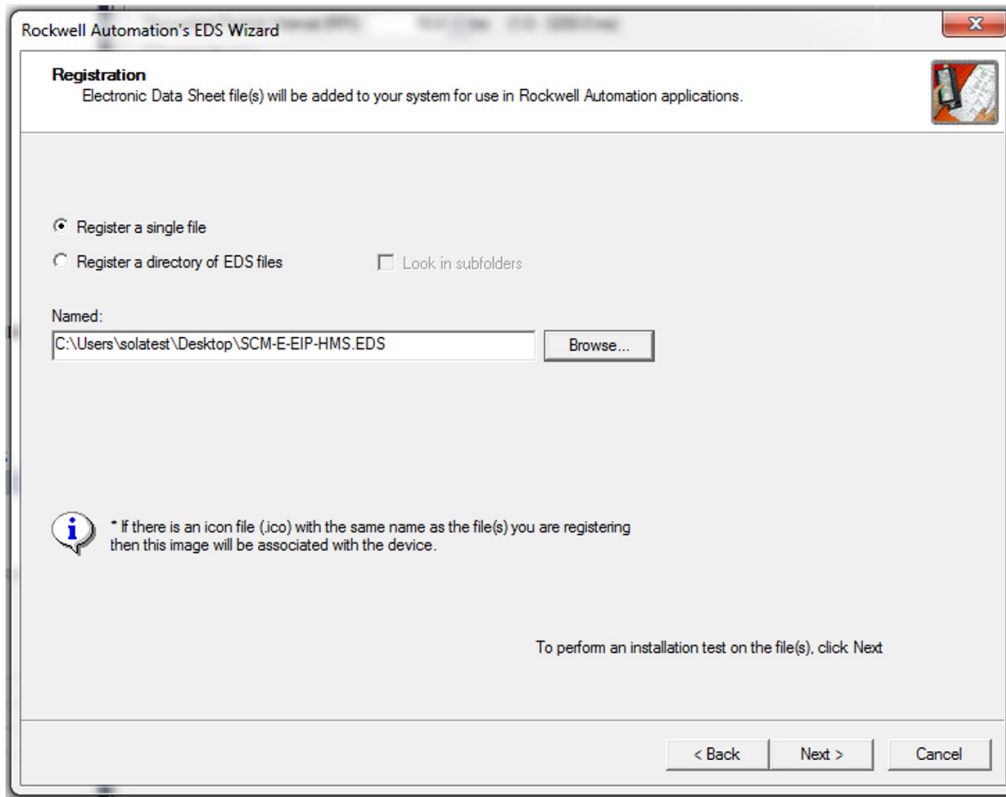 Rockwell Automation's EDS Wizard
Registration
Electronic Data Sheet file(s) will be added to your system for use in Rockwell Automation applications.
Register a single file
Register a directory of EDS files
Look in subfolders
Named:
C:\Users\solatest\Desktop\SCM-E-EIP-HMS.EDS
Browse...
* If there is an icon file (.ico) with the same name as the file(s) you are registering
then this image will be associated with the device.
To perform an installation test on the file(s), click Next
< Back
Next >
Cancel